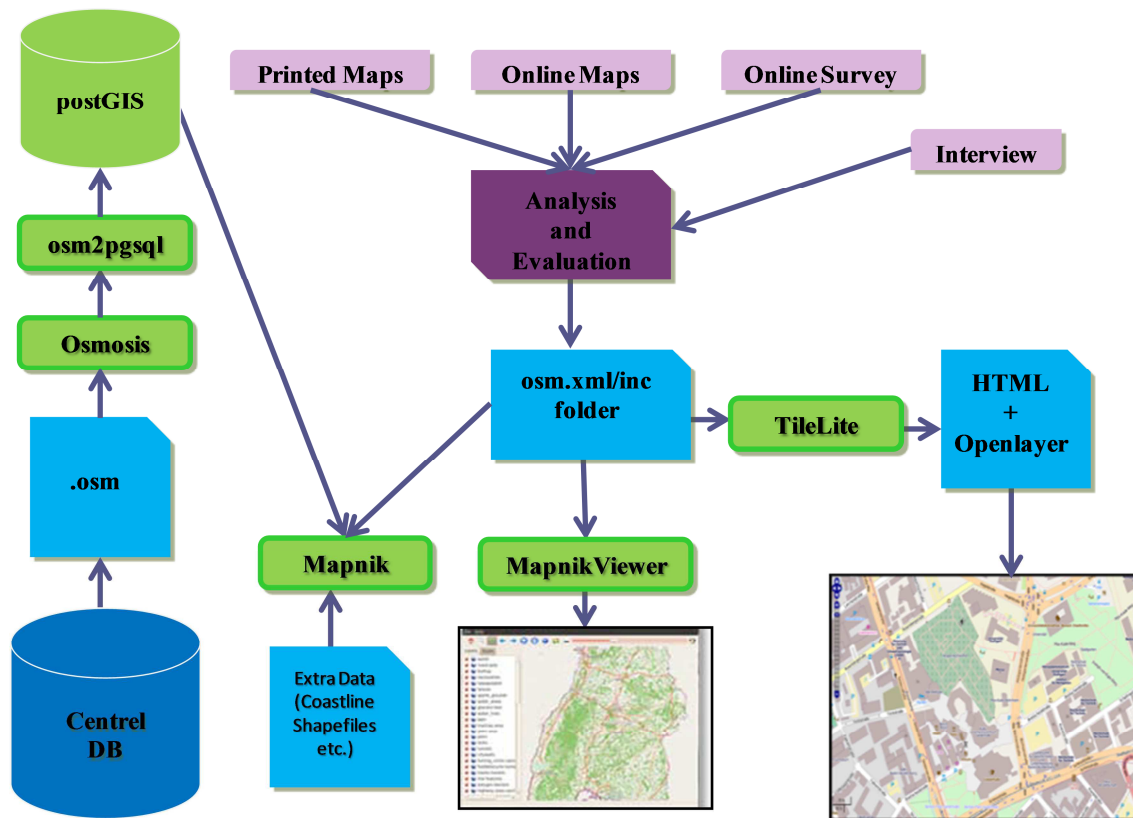 postGIS
Printed Maps
Online Maps
Online Survey
Interview
Analysis
and
Evaluation
osm2pgsql
Osmosis
osm.xml/inc
folder
TileLite
HTML
+
Openlayer
.osm
Mapnik
MapnikViewer
Centrel
DB
Extra Data
(Coastline
Shapefiles
etc.)